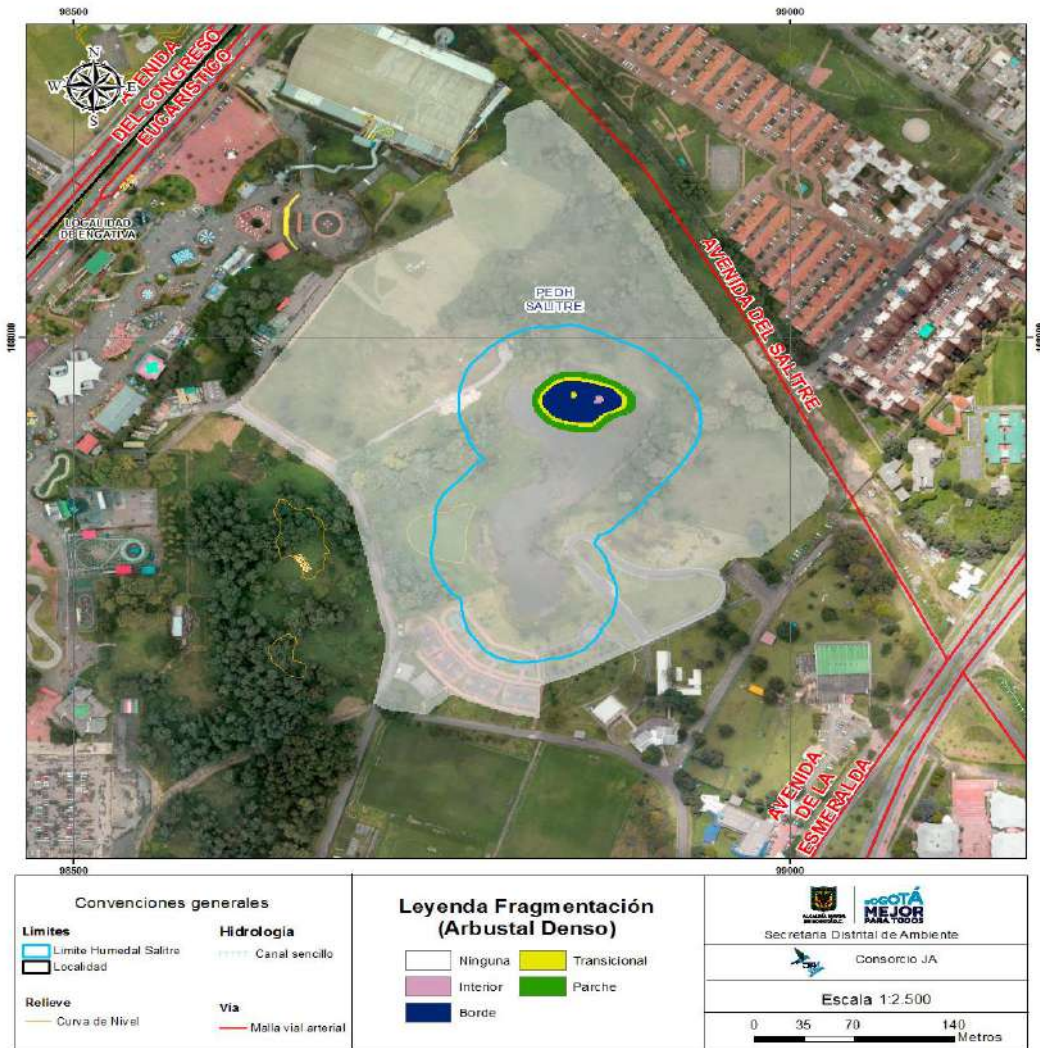 98500
99000
N
W
E
S
AVENIDA
DEL CONGRESO
EUCARISTICO
LOCALIDAD
DE ENGATIVA
PEDH
SALITRE
AVENIDA DEL SALITRE
AVENIDA
DE LA
ESMERALDA
98500
99000
Convenciones generales
Limites
Limite Humedal Salitre
Localidad
Hidrologia
Canal sencillo
Relieve
Curva de Nivel
Via
Malla vial arterial
Leyenda Fragmentación
(Arbustal Denso)
Ninguna
Transicional
Interior
Parche
Borde
BOGOTÁ
MEJOR
PARA TODOS
Secretaria Distrital de Ambiente
Consorcio JA
Escala 1:2.500
0 35 70 140
Metros